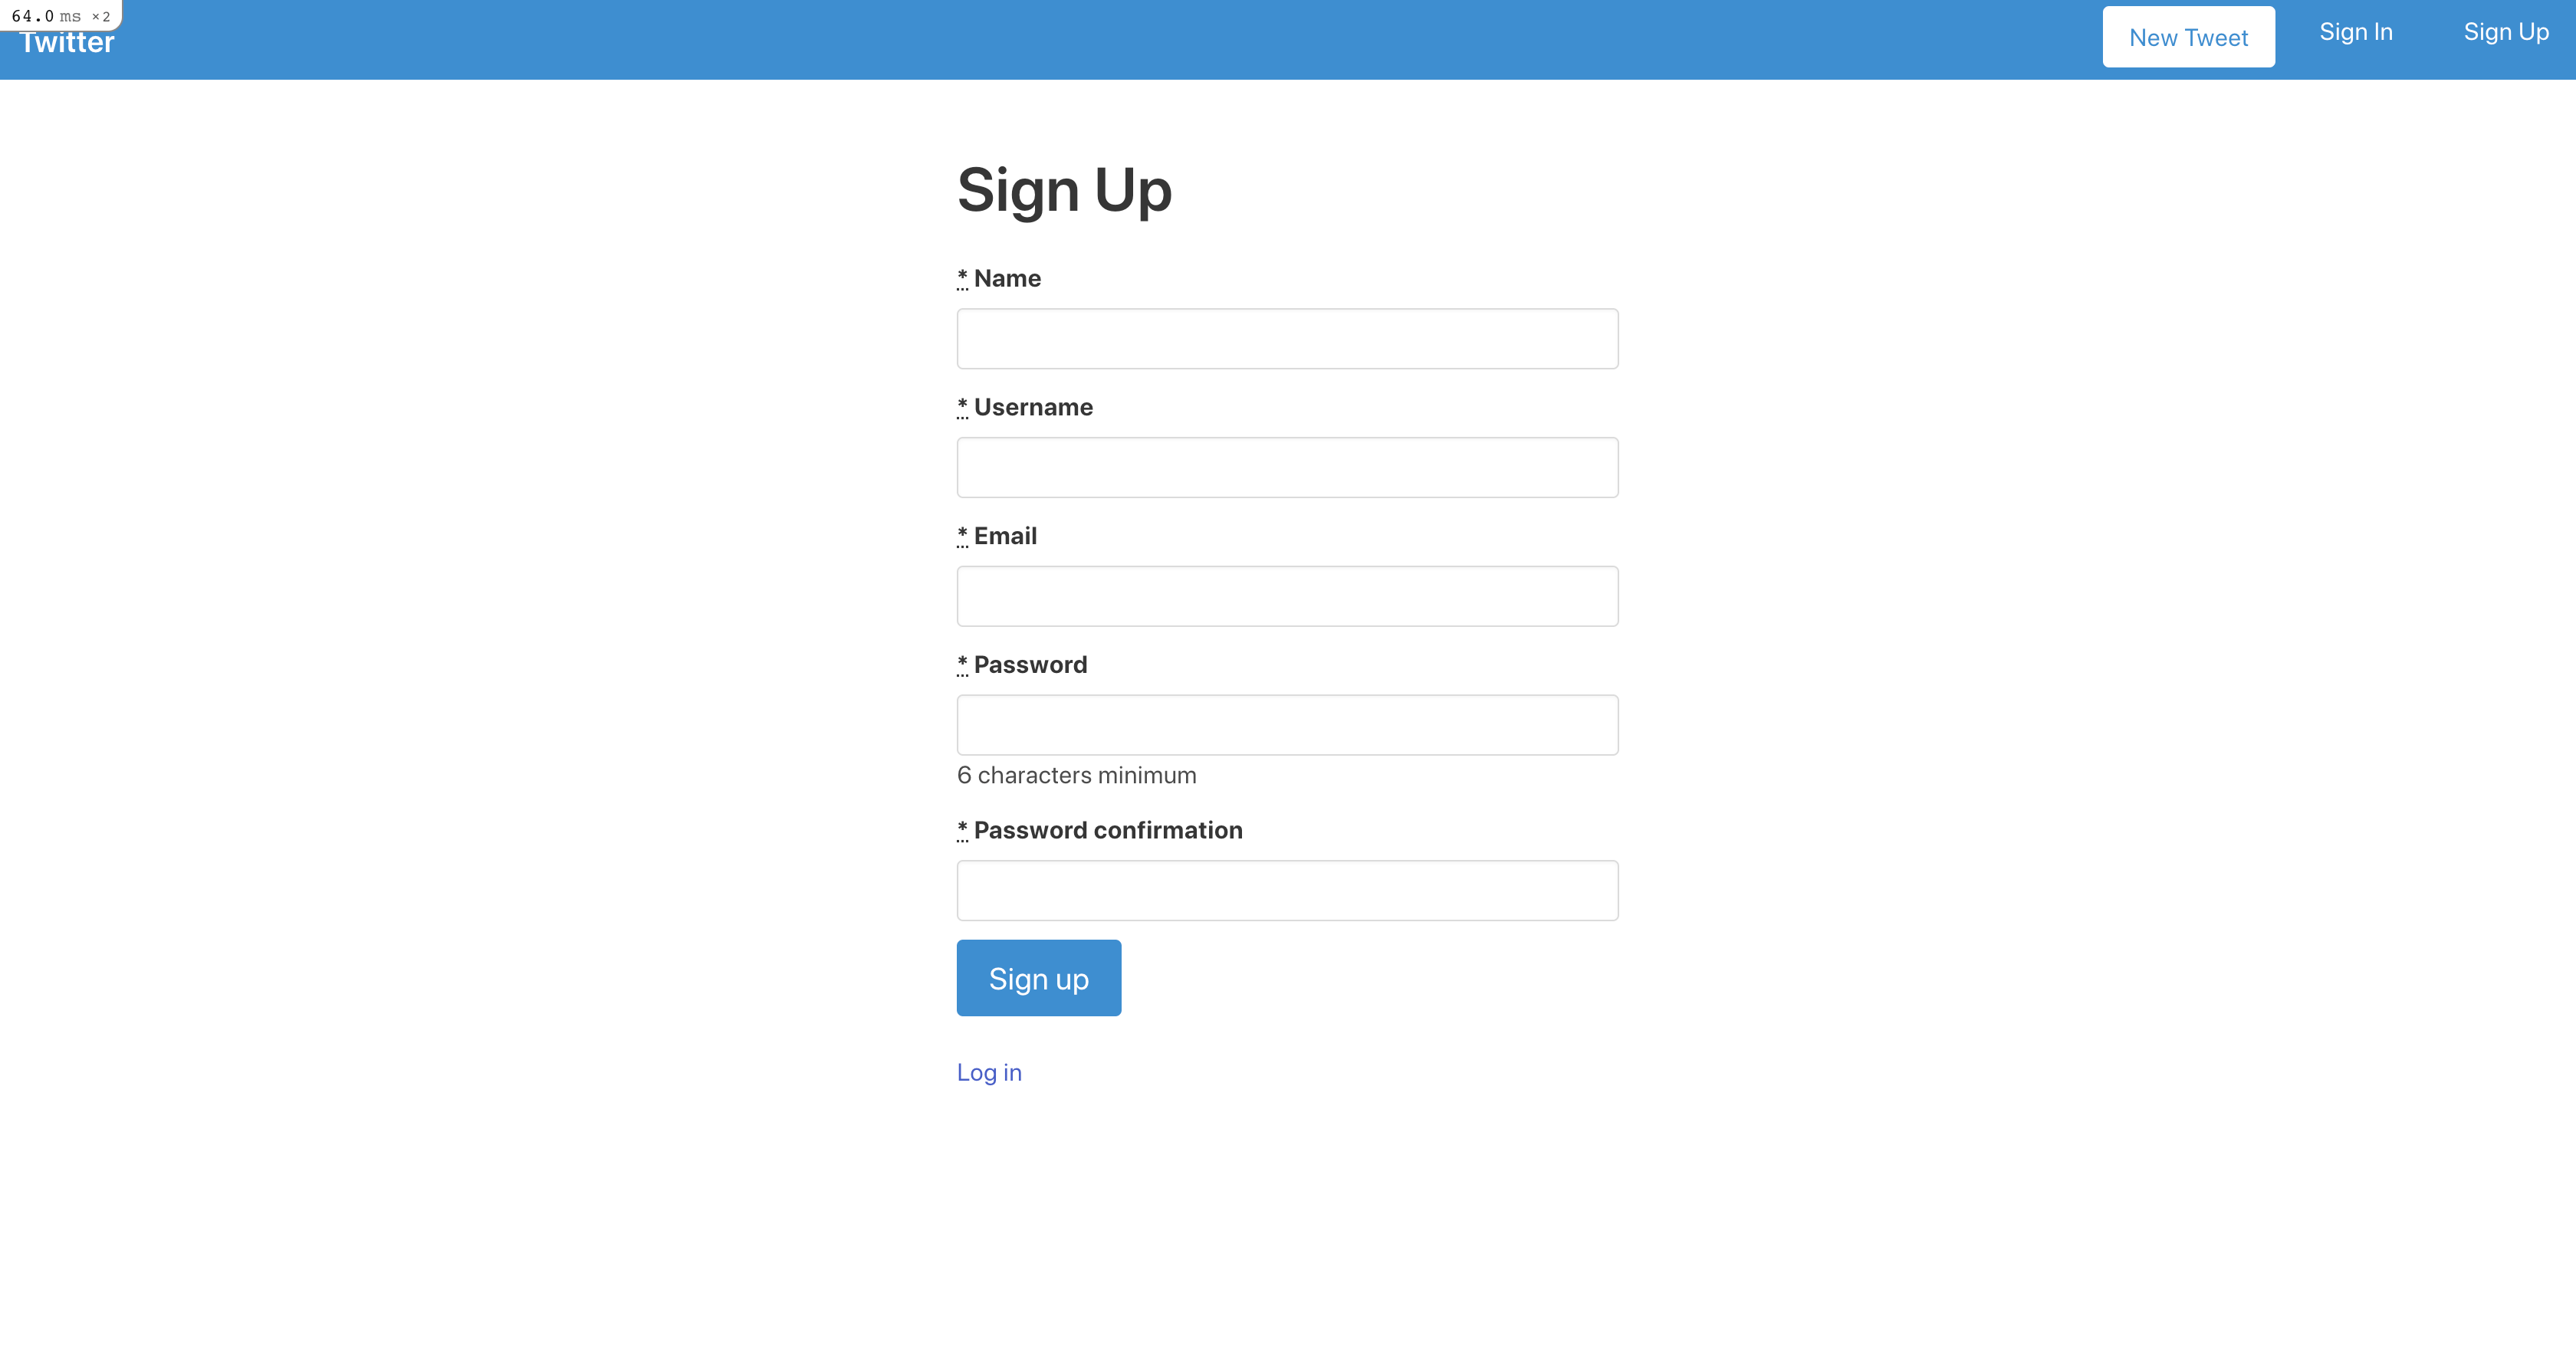 64.0 ms ×2
Twitter
New Tweet Sign In Sign Up
Sign Up
* Name
* Username
* Email
* Password
6 characters minimum
* Password confirmation
Sign up
Log in